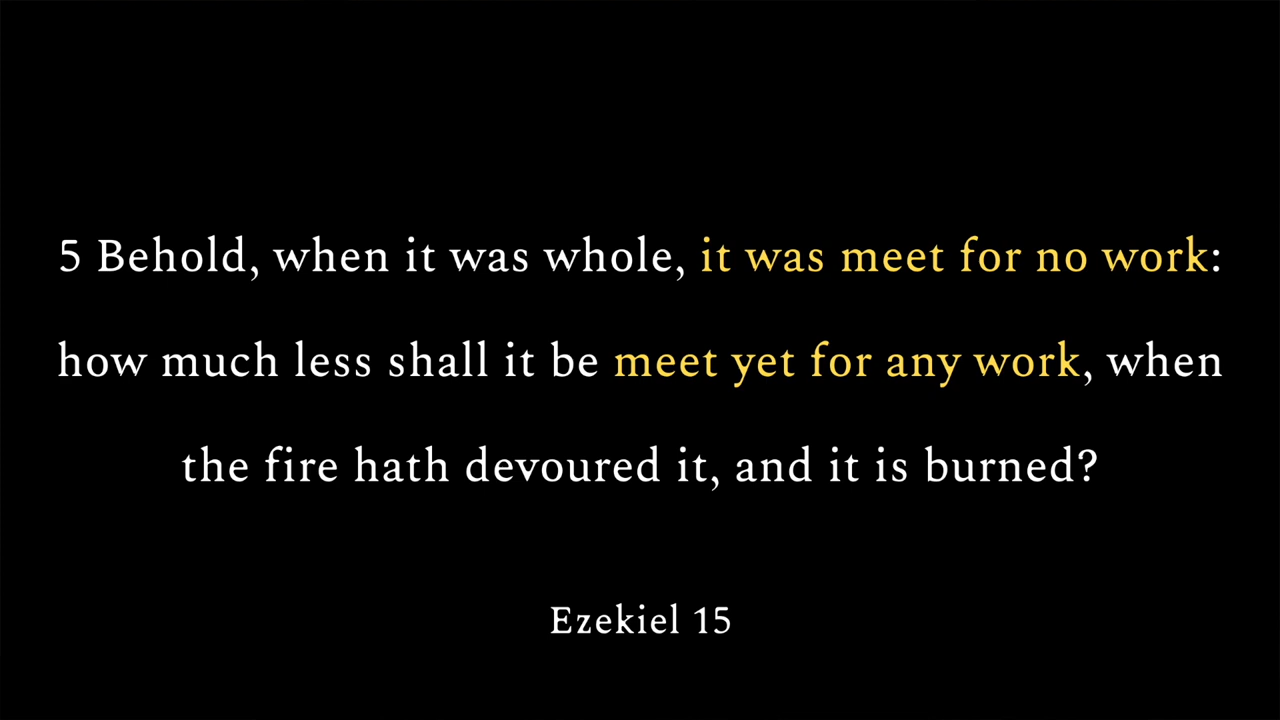 5 Behold, when it was whole, it was meet for no work:
how much less shall it be meet yet for any work, when
the fire hath devoured it, and it is burned?
Ezekiel 15